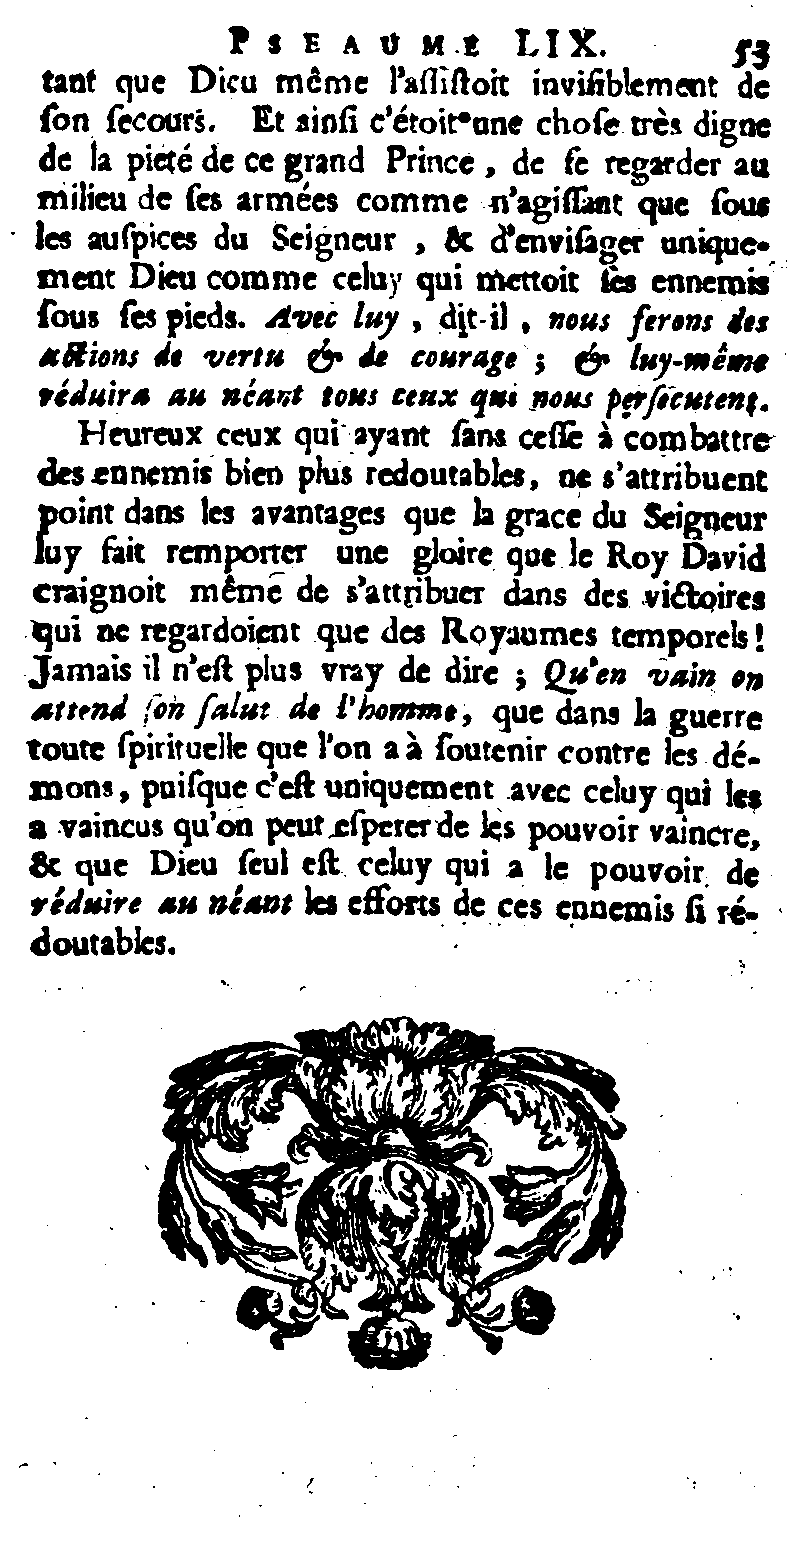 PSEAUME LIX. 53
tant que Dieu même l'aſſiſtoit inviſiblement de
ſon ſecours. Et ainſi c'étoit une choſe très digne
de la pieté de ce grand Prince, de ſe regarder au
milieu de ſes armées comme n'agiſſant que ſous
les auſpices du Seigneur, & d'enviſager unique-
ment Dieu comme celuy qui mettoit ſes ennemis
ſous ſes pieds. Avec luy, dit-il, nous ferons des
actions de vertu & de courage ; & luy-même
réduira au néant tous ceux qui nous perſecutent.
Heureux ceux qui ayant ſans ceſſe à combattre
des ennemis bien plus redoutables, ne s'attribuent
point dans les avantages que la grace du Seigneur
luy fait remporter une gloire que le Roy David
craignoit même de s'attribuer dans des victoires
qui ne regardoient que des Royaumes temporels!
Jamais il n'eſt plus vray de dire ; Qu'en vain on
attend ſon ſalut de l'homme, que dans la guerre
toute ſpirituelle que l'on a à ſoutenir contre les dé-
mons, puiſque c'eſt uniquement avec celuy qui les
a vaincus qu'on peut eſperer de les pouvoir vaincre,
& que Dieu ſeul eſt celuy qui a le pouvoir de
réduire au néant les efforts de ces ennemis ſi ré-
doutables.